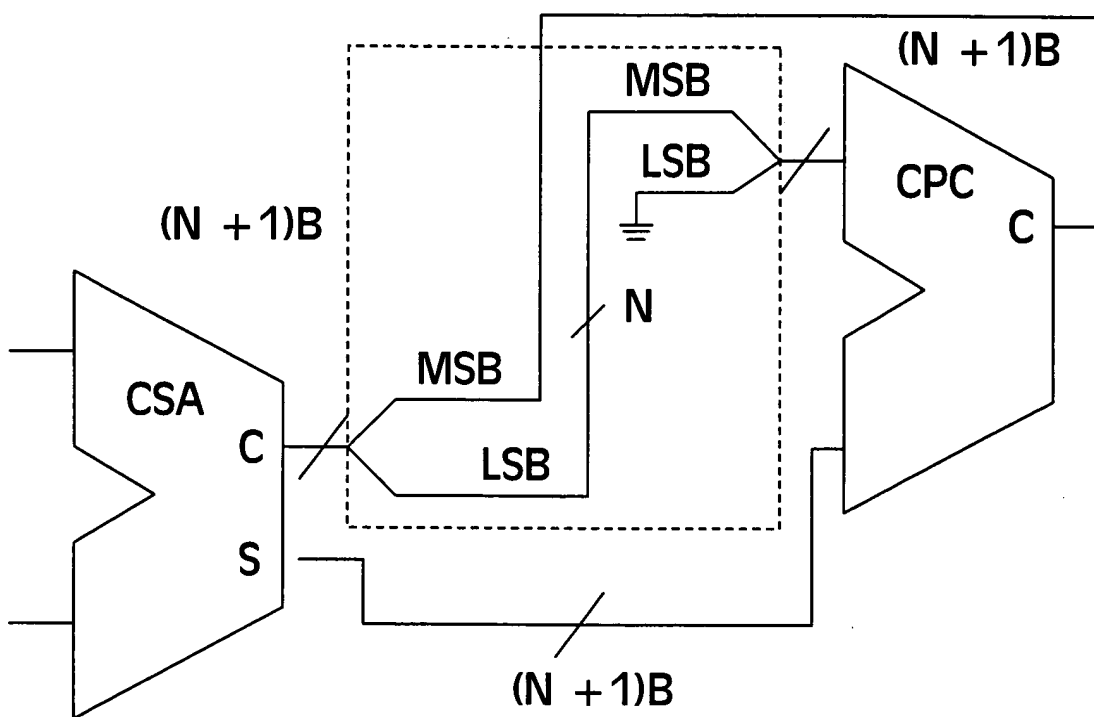 (N + 1)B
MSB
LSB
CPC
C
(N + 1)B
N
MSB
CSA
C
LSB
S
(N + 1)B